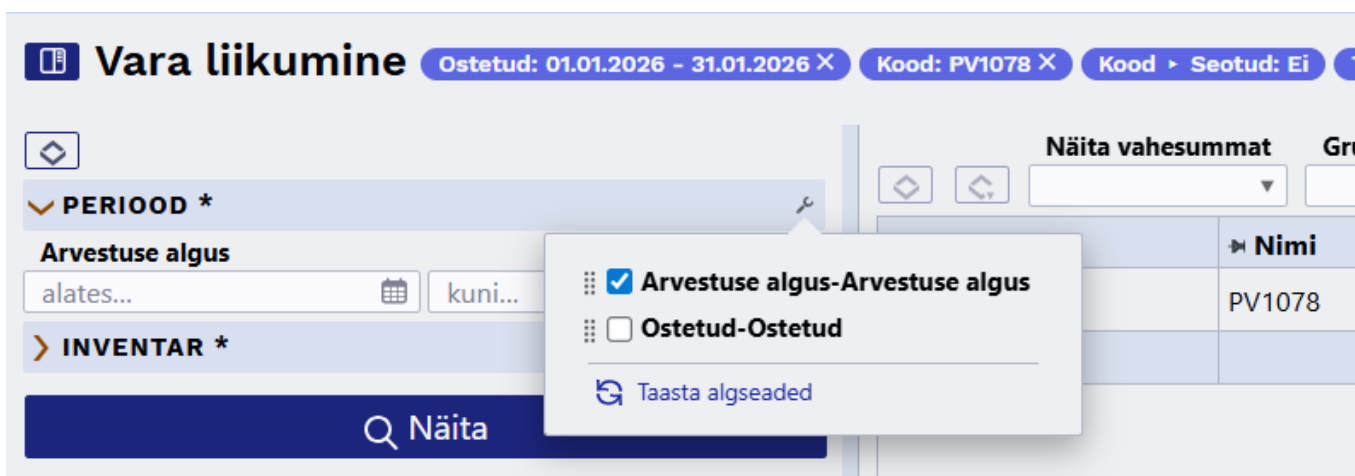 Vara liikumine Ostetud: 01.01.2026 - 31.01.2026 × Kood: PV1078 × Kood ▸ Seotud: Ei
Näita vahesummat
PERIOOD *
Arvestuse algus
alates... kuni...
Nimi
Arvestuse algus-Arvestuse algus
PV1078
Ostetud-Ostetud
INVENTAR *
Taasta algseaded
Näita